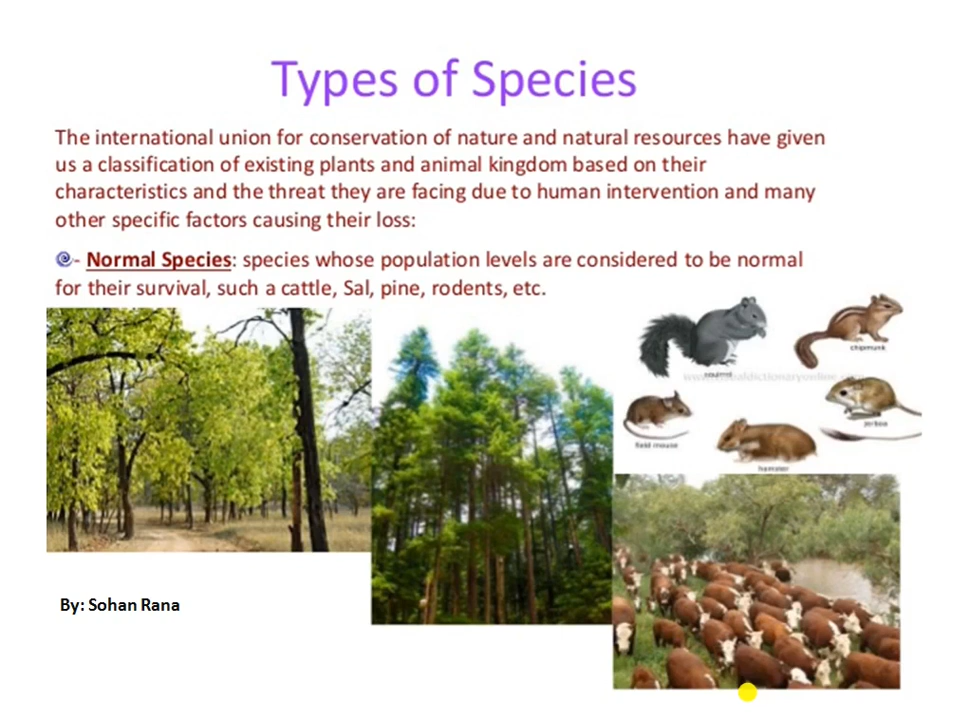 Types of Species
The international union for conservation of nature and natural resources have given
us a classification of existing plants and animal kingdom based on their
characteristics and the threat they are facing due to human intervention and many
other specific factors causing their loss:
- Normal Species: species whose population levels are considered to be normal
for their survival, such a cattle, Sal, pine, rodents, etc.
chipmunk
squirrel
jerboa
field mouse
hamster
By: Sohan Rana